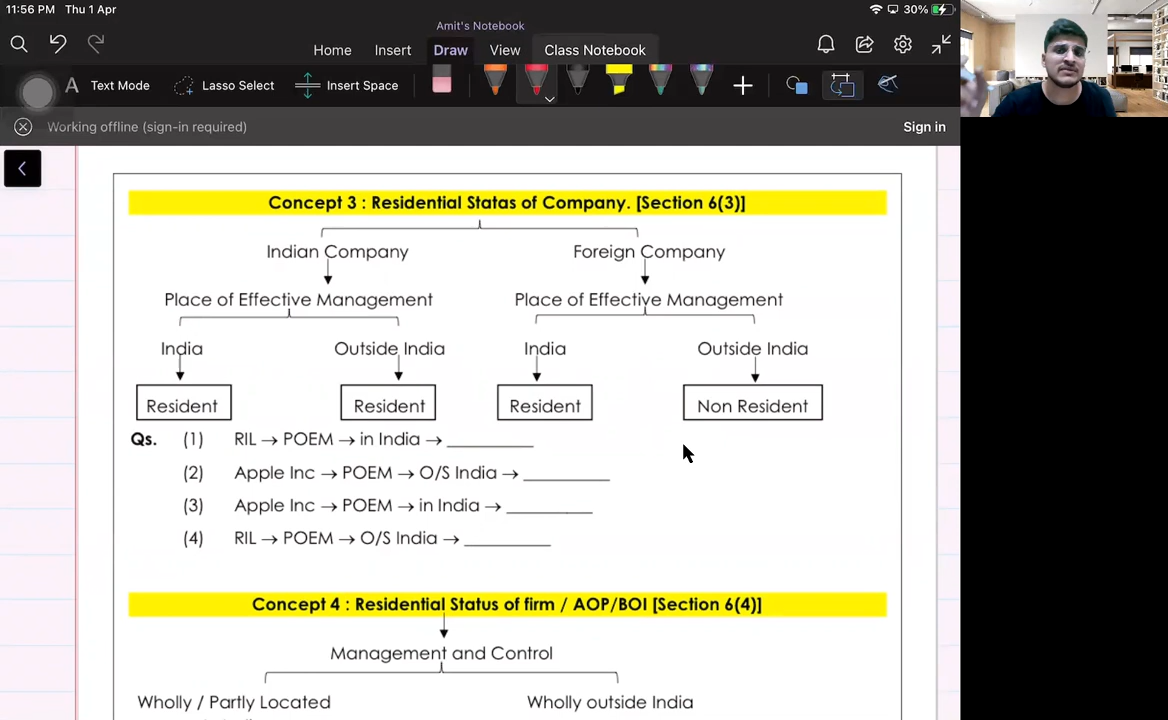 11:56 PM Thu 1 Apr
30%
Amit's Notebook
Home Insert Draw View Class Notebook
A Text Mode Lasso Select Insert Space
Working offline (sign-in required) Sign in
Concept 3 : Residential Statas of Company. [Section 6(3)]
Indian Company Foreign Company
Place of Effective Management Place of Effective Management
India Outside India India Outside India
Resident Resident Resident Non Resident
Qs. (1) RIL → POEM → in India → _________
(2) Apple Inc → POEM → O/S India → _________
(3) Apple Inc → POEM → in India → _________
(4) RIL → POEM → O/S India → _________
Concept 4 : Residential Status of firm / AOP/BOI [Section 6(4)]
Management and Control
Wholly / Partly Located Wholly outside India